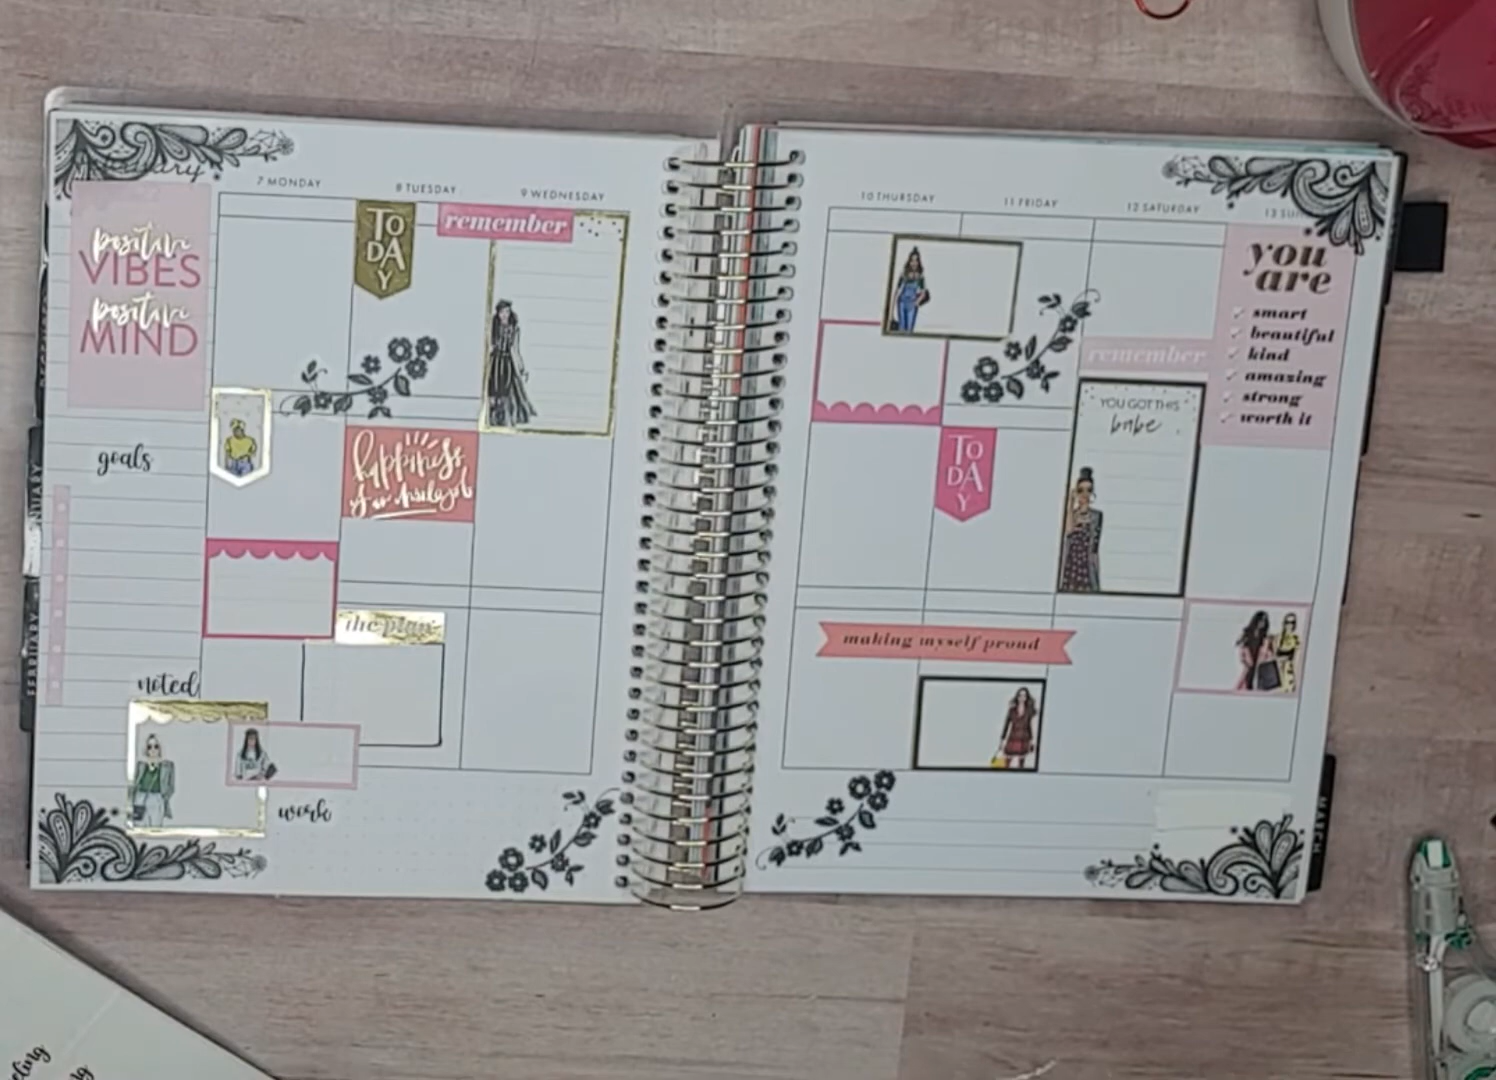 7 MONDAY
8 TUESDAY
9 WEDNESDAY
positive
VIBES
positive
MIND
TO
DA
Y
remember
goals
happiness
the plan
noted
work
10 THURSDAY
11 FRIDAY
12 SATURDAY
you
are
smart
beautiful
kind
amazing
strong
worth it
remember
YOU GOT THIS
babe
TO
DA
Y
making myself proud
FEBRUARY
MARCH